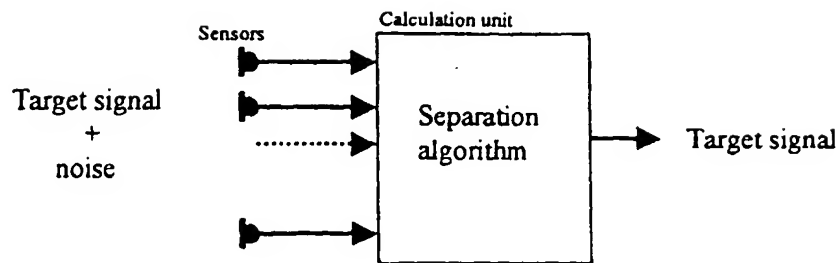 Calculation unit
Sensors
Target signal
+
noise
Separation
algorithm
Target signal